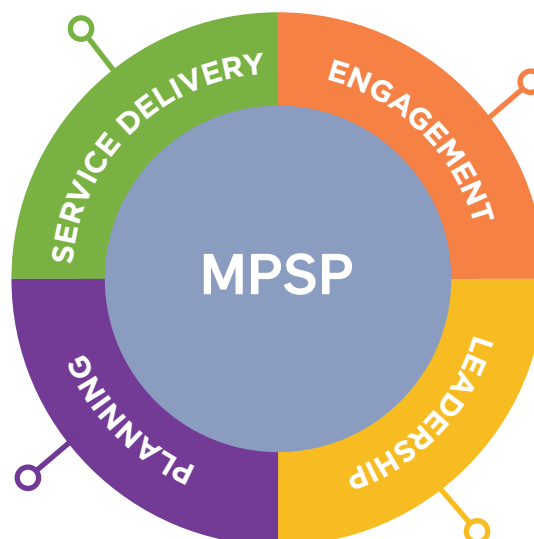 SERVICE DELIVERY
ENGAGEMENT
MPSP
PLANNING
LEADERSHIP